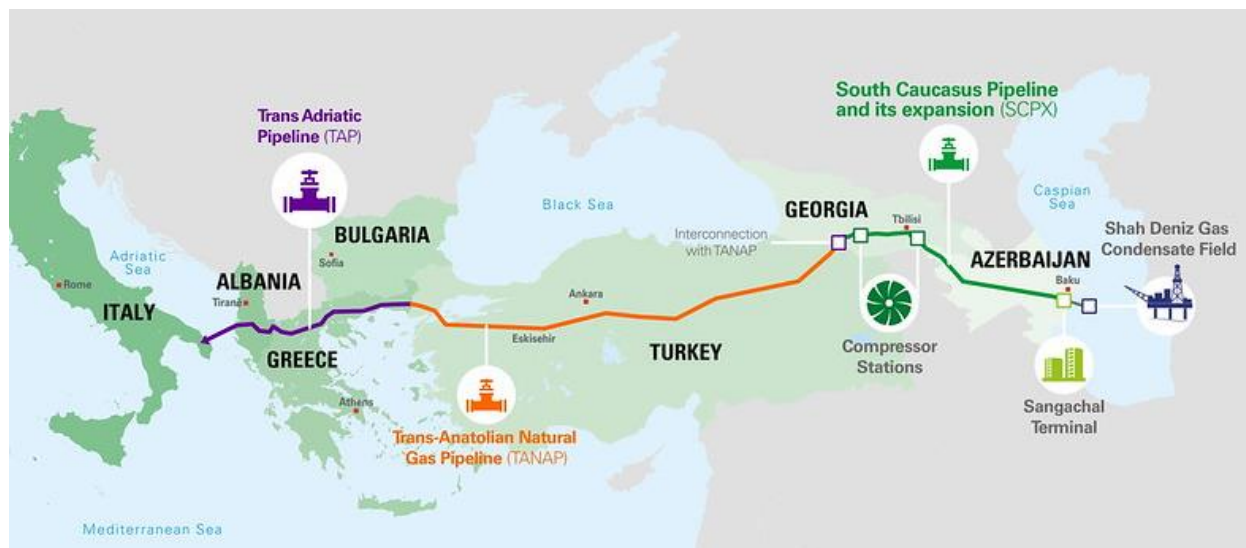 Trans Adriatic
Pipeline (TAP)
South Caucasus Pipeline
and its expansion (SCPX)
Black Sea
Caspian
Sea
GEORGIA
Tbilisi
BULGARIA
Sofia
Interconnection
with TANAP
Shah Deniz Gas
Condensate Field
Adriatic
Sea
AZERBAIJAN
Baku
ALBANIA
Tiranë
Rome
ITALY
Ankara
Eskisehir
TURKEY
GREECE
Compressor
Stations
Athens
Sangachal
Terminal
Trans-Anatolian Natural
Gas Pipeline (TANAP)
Mediterranean Sea